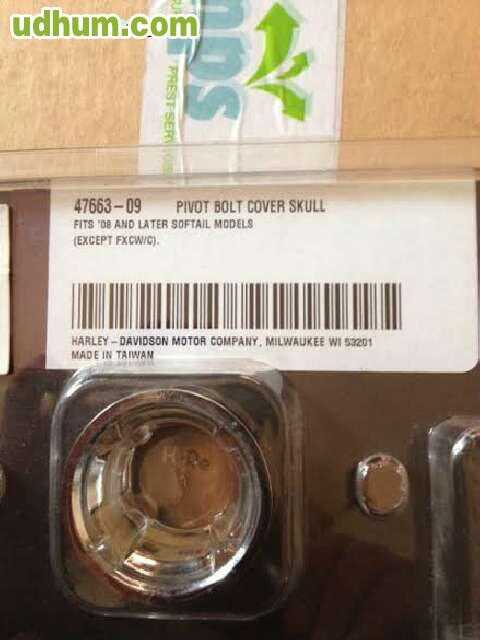 udhum.com
47663-09 PIVOT BOLT COVER SKULL
FITS '08 AND LATER SOFTAIL MODELS
(EXCEPT FXCW/C).
HARLEY-DAVIDSON MOTOR COMPANY, MILWAUKEE WI 53201
MADE IN TAIWAN